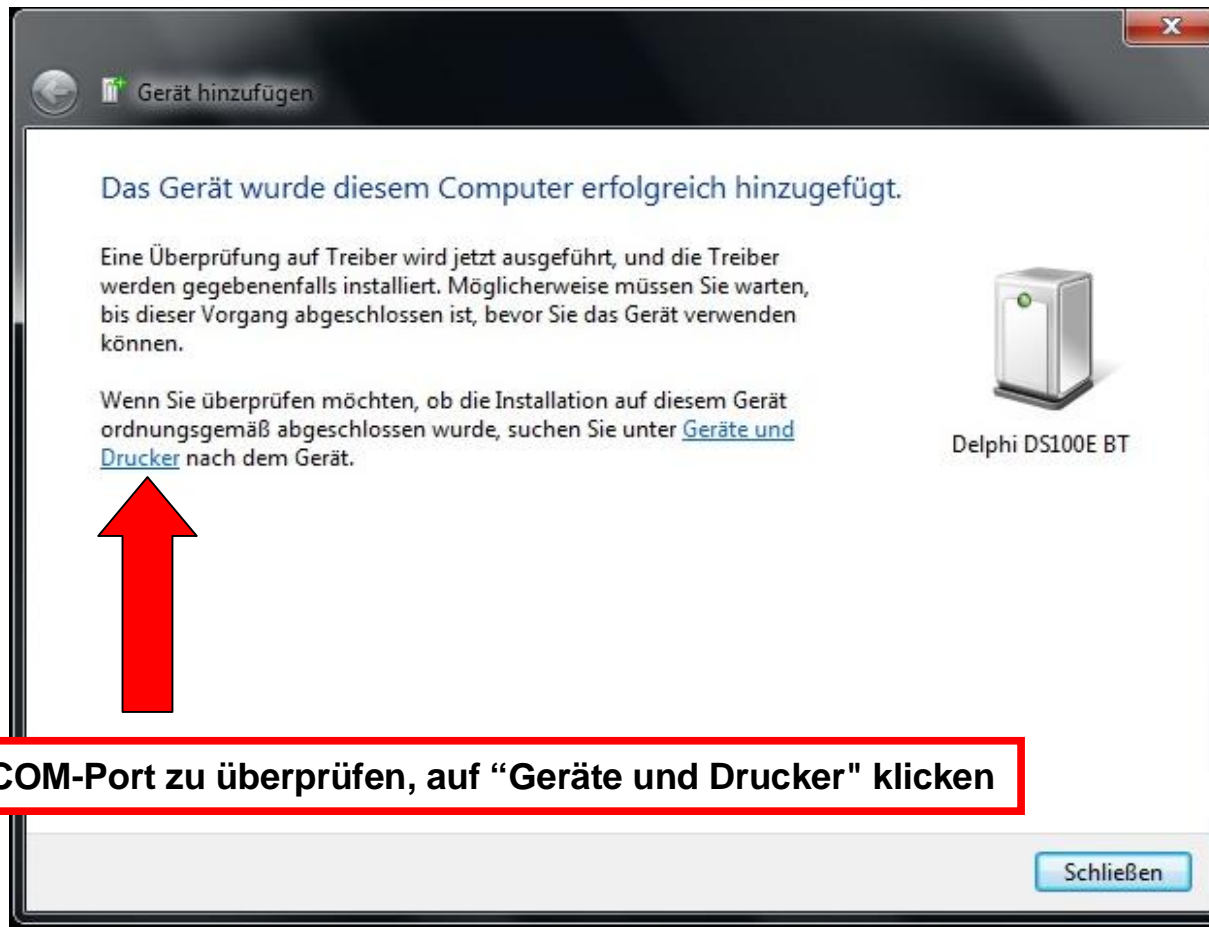 Gerät hinzufügen
Das Gerät wurde diesem Computer erfolgreich hinzugefügt.
Eine Überprüfung auf Treiber wird jetzt ausgeführt, und die Treiber
werden gegebenenfalls installiert. Möglicherweise müssen Sie warten,
bis dieser Vorgang abgeschlossen ist, bevor Sie das Gerät verwenden
können.
Wenn Sie überprüfen möchten, ob die Installation auf diesem Gerät
ordnungsgemäß abgeschlossen wurde, suchen Sie unter Geräte und
Drucker nach dem Gerät.
Delphi DS100E BT
COM-Port zu überprüfen, auf “Geräte und Drucker" klicken
Schließen